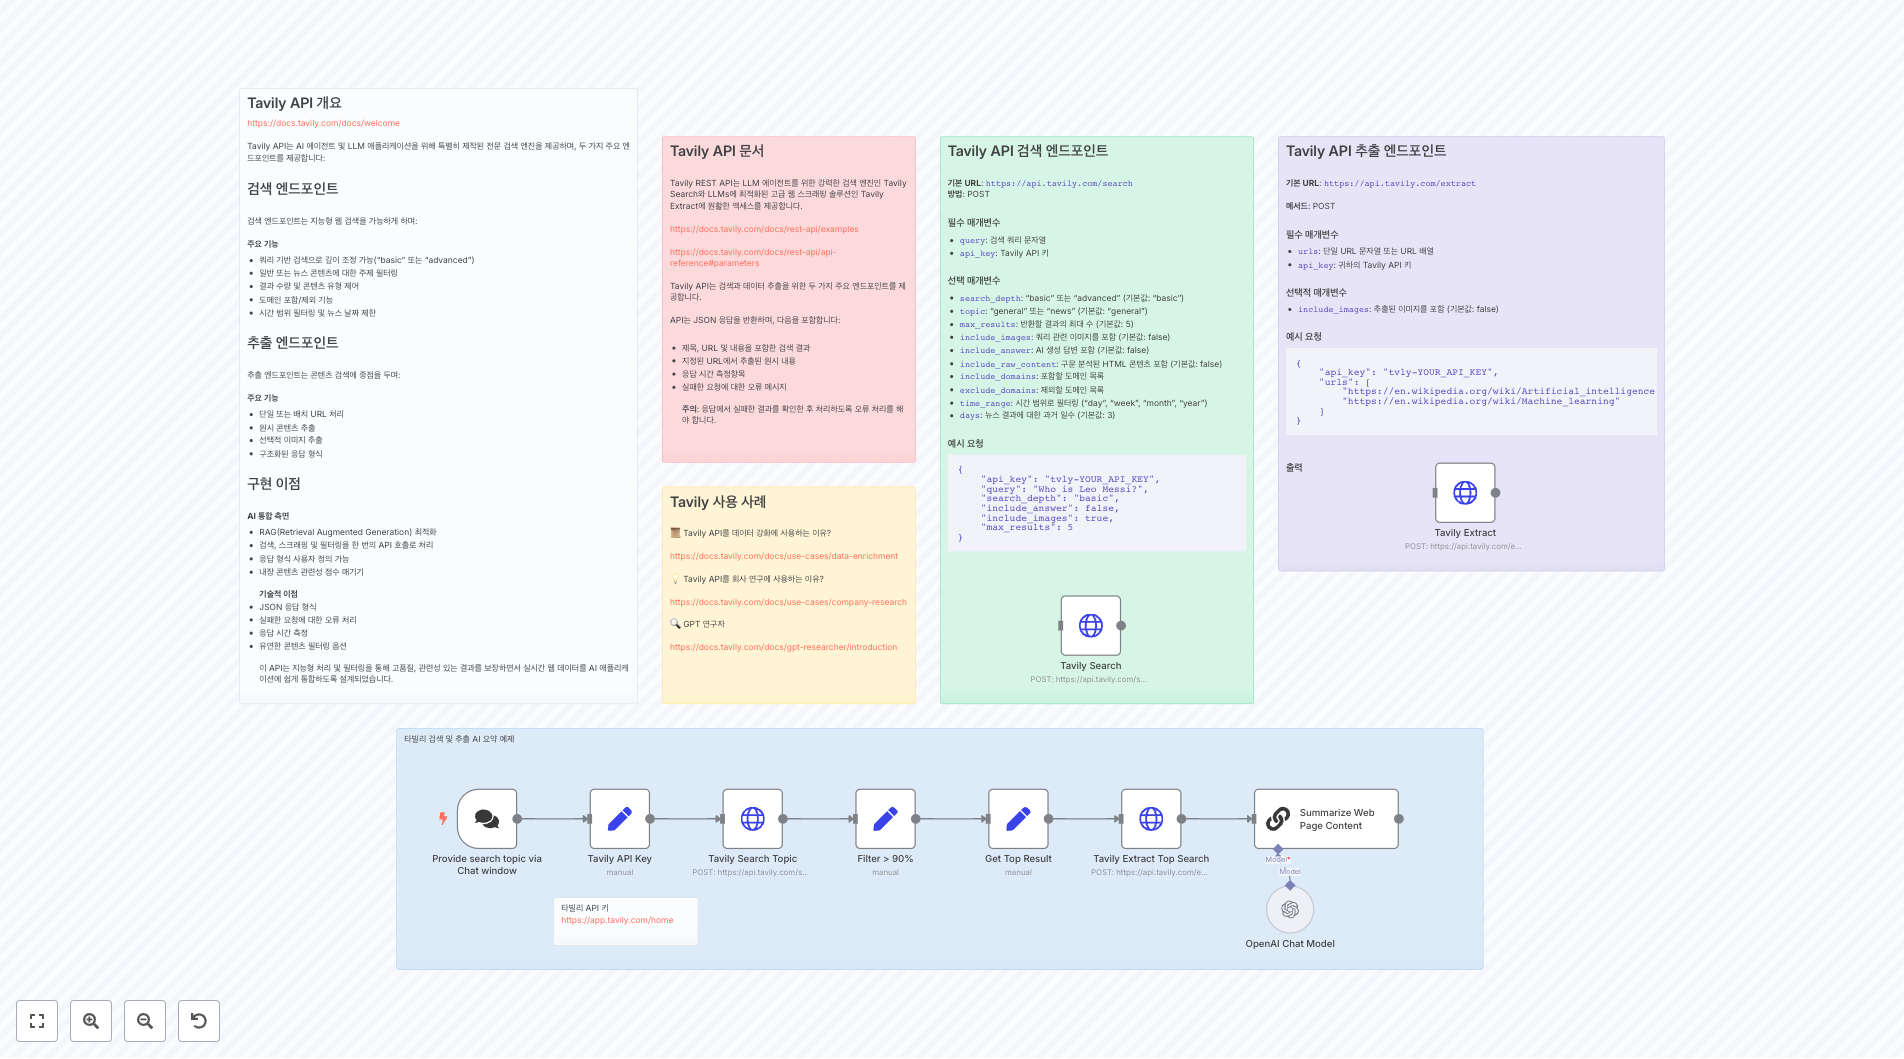 Tavily API 개요
https://docs.tavily.com/docs/welcome
Tavily API는 AI 에이전트 및 LLM 애플리케이션을 위해 특별히 제작된 전문 검색 엔진을 제공하며, 두 가지 주요 엔
드포인트를 제공합니다:
검색 엔드포인트
검색 엔드포인트는 지능형 웹 검색을 가능하게 하며:
주요 기능
• 쿼리 기반 검색으로 깊이 조정 가능(“basic” 또는 “advanced”)
• 일반 또는 뉴스 콘텐츠에 대한 주제 필터링
• 결과 수량 및 콘텐츠 유형 제어
• 도메인 포함/제외 기능
• 시간 범위 필터링 및 뉴스 날짜 제한
추출 엔드포인트
추출 엔드포인트는 콘텐츠 검색에 중점을 두며:
주요 기능
• 단일 또는 배치 URL 처리
• 원시 콘텐츠 추출
• 선택적 이미지 추출
• 구조화된 응답 형식
구현 이점
AI 통합 측면
• RAG(Retrieval Augmented Generation) 최적화
• 검색, 스크래핑 및 필터링을 한 번의 API 호출로 처리
• 응답 형식 사용자 정의 가능
• 내장 콘텐츠 관련성 점수 매기기
기술적 이점
• JSON 응답 형식
• 실패한 요청에 대한 오류 처리
• 응답 시간 측정
• 유연한 콘텐츠 필터링 옵션
이 API는 지능형 처리 및 필터링을 통해 고품질, 관련성 있는 결과를 보장하면서 실시간 웹 데이터를 AI 애플리케
이션에 쉽게 통합하도록 설계되었습니다.
Tavily API 문서
Tavily REST API는 LLM 에이전트를 위한 강력한 검색 엔진인 Tavily
Search와 LLMs에 최적화된 고급 웹 스크래핑 솔루션인 Tavily
Extract에 원활한 액세스를 제공합니다.
https://docs.tavily.com/docs/rest-api/examples
https://docs.tavily.com/docs/rest-api/api-
reference#parameters
Tavily API는 검색과 데이터 추출을 위한 두 가지 주요 엔드포인트를 제
공합니다.
API는 JSON 응답을 반환하며, 다음을 포함합니다:
• 제목, URL 및 내용을 포함한 검색 결과
• 지정된 URL에서 추출된 원시 내용
• 응답 시간 측정항목
• 실패한 요청에 대한 오류 메시지
주의: 응답에서 실패한 결과를 확인한 후 처리하도록 오류 처리를 해
야 합니다.
Tavily 사용 사례
Tavily API를 데이터 강화에 사용하는 이유?
https://docs.tavily.com/docs/use-cases/data-enrichment
Tavily API를 회사 연구에 사용하는 이유?
https://docs.tavily.com/docs/use-cases/company-research
GPT 연구자
https://docs.tavily.com/docs/gpt-researcher/introduction
Tavily API 검색 엔드포인트
기본 URL: https://api.tavily.com/search
방법: POST
필수 매개변수
• query: 검색 쿼리 문자열
• api_key: Tavily API 키
선택 매개변수
• search_depth: “basic” 또는 “advanced” (기본값: “basic”)
• topic: “general” 또는 “news” (기본값: “general”)
• max_results: 반환할 결과의 최대 수 (기본값: 5)
• include_images: 쿼리 관련 이미지를 포함 (기본값: false)
• include_answer: AI 생성 답변 포함 (기본값: false)
• include_raw_content: 구문 분석된 HTML 콘텐츠 포함 (기본값: false)
• include_domains: 포함할 도메인 목록
• exclude_domains: 제외할 도메인 목록
• time_range: 시간 범위로 필터링 (“day”, “week”, “month”, “year”)
• days: 뉴스 결과에 대한 과거 일수 (기본값: 3)
예시 요청
{
"api_key": "tvly-YOUR_API_KEY",
"query": "Who is Leo Messi?",
"search_depth": "basic",
"include_answer": false,
"include_images": true,
"max_results": 5
}
Tavily Search
POST: https://api.tavily.com/s...
Tavily API 추출 엔드포인트
기본 URL: https://api.tavily.com/extract
메서드: POST
필수 매개변수
• urls: 단일 URL 문자열 또는 URL 배열
• api_key: 귀하의 Tavily API 키
선택적 매개변수
• include_images: 추출된 이미지를 포함 (기본값: false)
예시 요청
{
"api_key": "tvly-YOUR_API_KEY",
"urls": [
"https://en.wikipedia.org/wiki/Artificial_intelligence
"https://en.wikipedia.org/wiki/Machine_learning"
]
}
출력
Tavily Extract
POST: https://api.tavily.com/e...
타빌리 검색 및 추출 AI 요약 예제
Provide search topic via
Chat window
Tavily API Key
manual
Tavily Search Topic
POST: https://api.tavily.com/s...
Filter > 90%
manual
Get Top Result
manual
Tavily Extract Top Search
POST: https://api.tavily.com/e...
Summarize Web
Page Content
Model*
Model
OpenAI Chat Model
타빌리 API 키
https://app.tavily.com/home